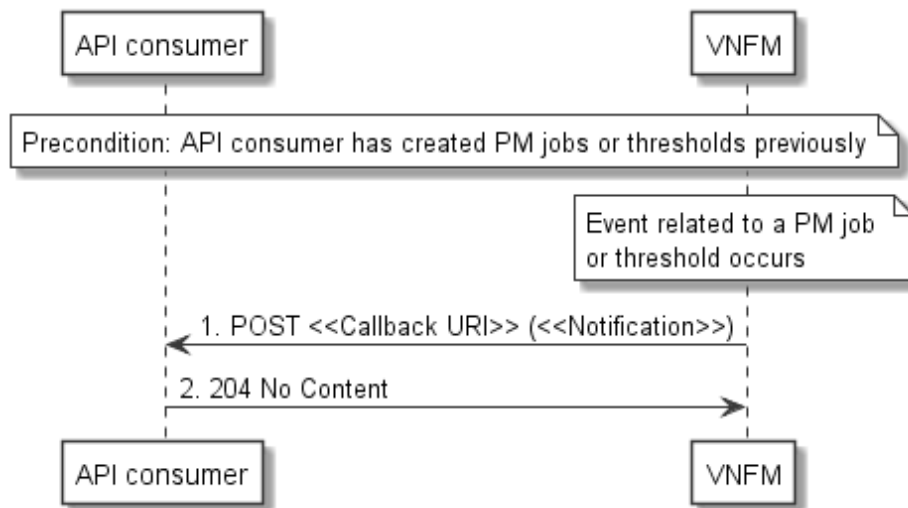 API consumer
VNFM
Precondition: API consumer has created PM jobs or thresholds previously
Event related to a PM job
or threshold occurs
1. POST <<Callback URI>> (<<Notification>>)
2. 204 No Content
API consumer
VNFM